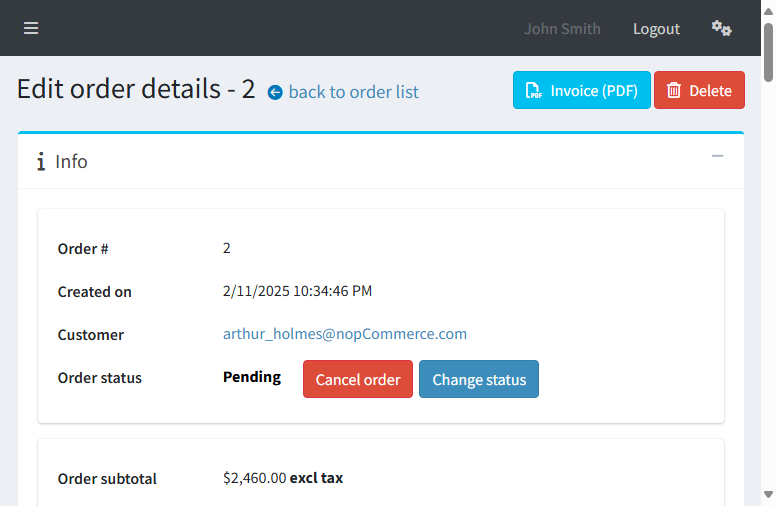 John Smith Logout
Edit order details - 2 back to order list Invoice (PDF) Delete
Info
Order # 2
Created on 2/11/2025 10:34:46 PM
Customer arthur_holmes@nopCommerce.com
Order status Pending Cancel order Change status
Order subtotal $2,460.00 excl tax